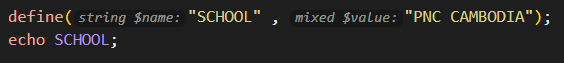 define(string $name:"SCHOOL" , mixed $value:"PNC CAMBODIA");
echo SCHOOL;